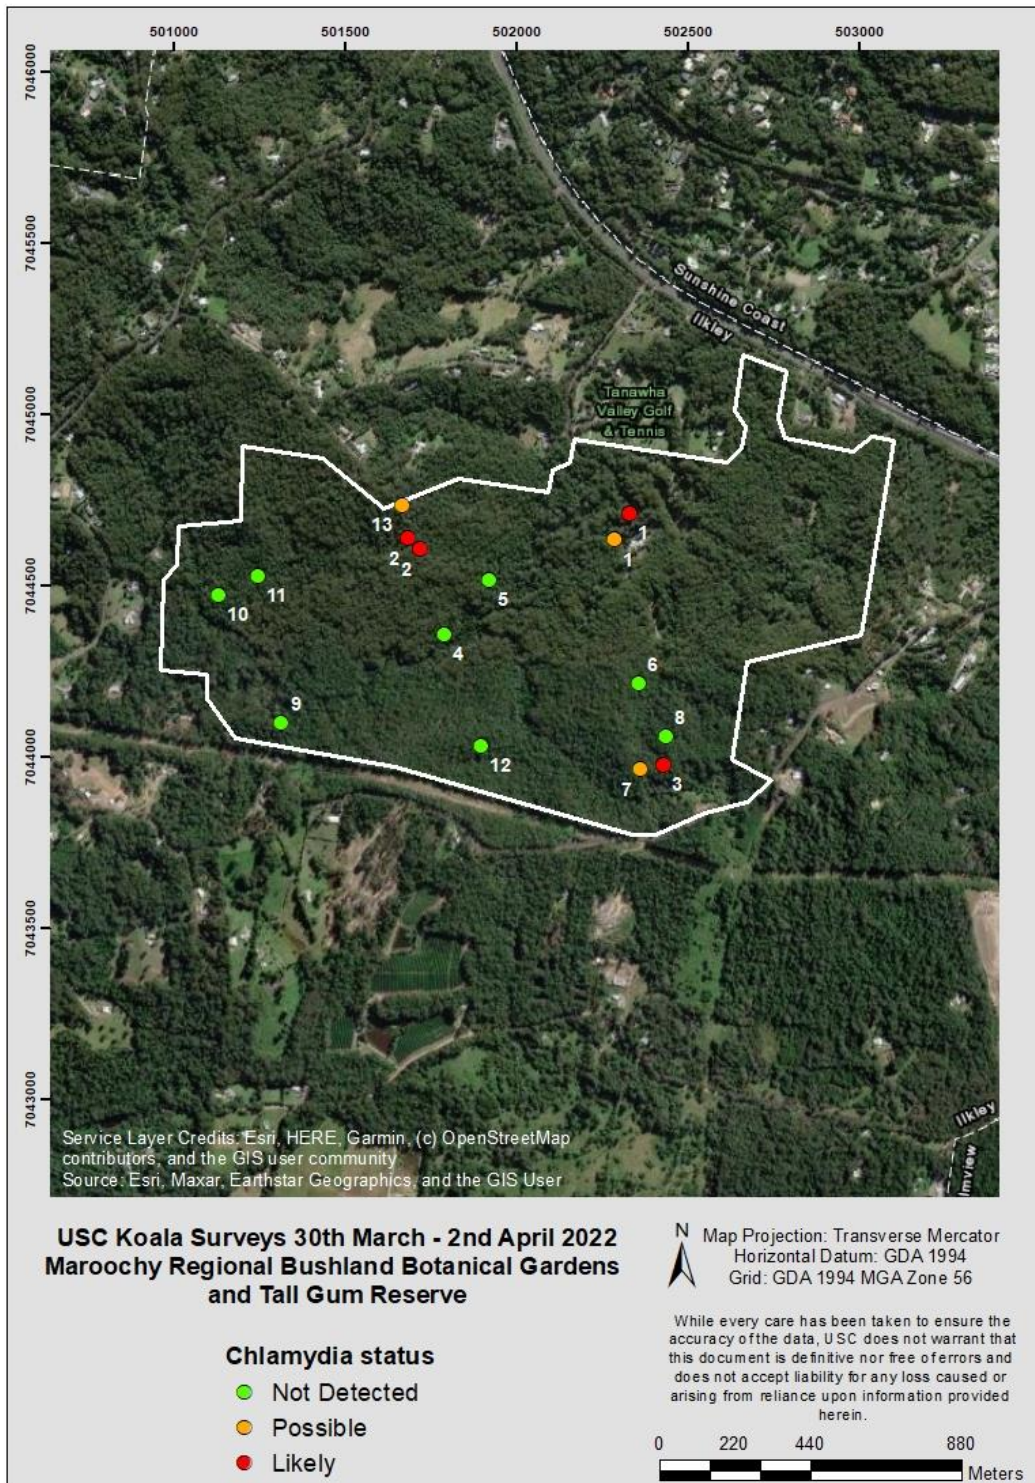 501000 501500 502000 502500 503000
7046000
7045500
7045000
7044500
7044000
7043500
7043000
Sunshine Coast
Ilkley
Tanawha
Valley Golf
& Tennis
13
1
2
2
1
11
10
5
4
6
9
8
12
7
3
Ilkley
lmview
Service Layer Credits: Esri, HERE, Garmin, (c) OpenStreetMap
contributors, and the GIS user community
Source: Esri, Maxar, Earthstar Geographics, and the GIS User
USC Koala Surveys 30th March - 2nd April 2022
Maroochy Regional Bushland Botanical Gardens
and Tall Gum Reserve
Chlamydia status
Not Detected
Possible
Likely
N
Map Projection: Transverse Mercator
Horizontal Datum: GDA 1994
Grid: GDA 1994 MGA Zone 56
While every care has been taken to ensure the
accuracy of the data, USC does not warrant that
this document is definitive nor free of errors and
does not accept liability for any loss caused or
arising from reliance upon information provided
herein.
0 220 440 880
Meters